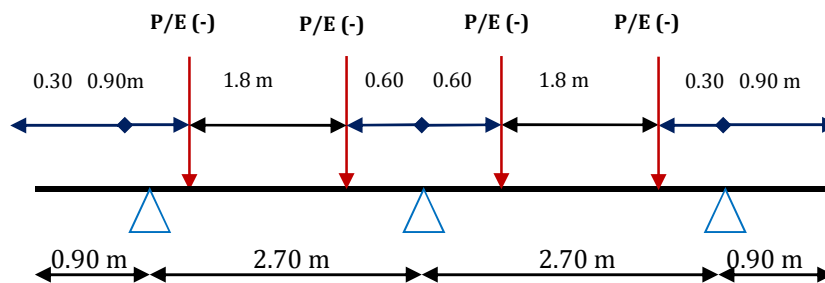 P/E (-) P/E (-) P/E (-) P/E (-)
0.30 0.90m 1.8 m 0.60 0.60 1.8 m 0.30 0.90 m
0.90 m 2.70 m 2.70 m 0.90 m